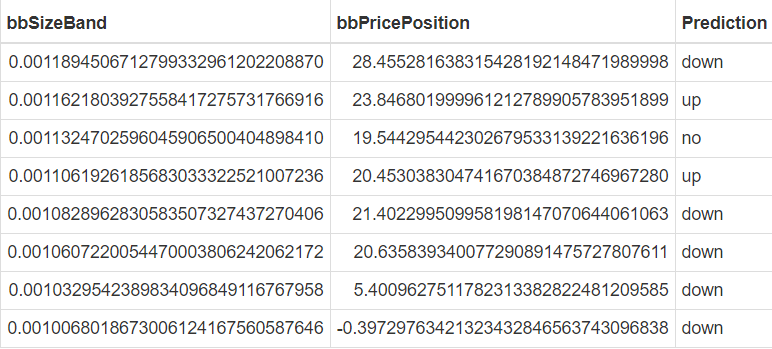 bbSizeBand bbPricePosition Prediction
0.001189450671279933296120220887​0 28.455281638315428192148471989998 down
0.0011621803927558417275731766916 23.846801999961212789905783951899 up
0.0011324702596045906500404898410 19.544295442302679533139221636196 no
0.0011061926185683033322521007236 20.453038304741670384872746967280 up
0.0010828962830583507327437270406 21.402299509958198147070644061063 down
0.0010607220054470003806242062172 20.635839340077290891475727807611 down
0.0010329542389834096849116767958 5.4009627511782313382822481209585 down
0.0010068018673006124167560587646 -0.39729763421323432846563743096838 down